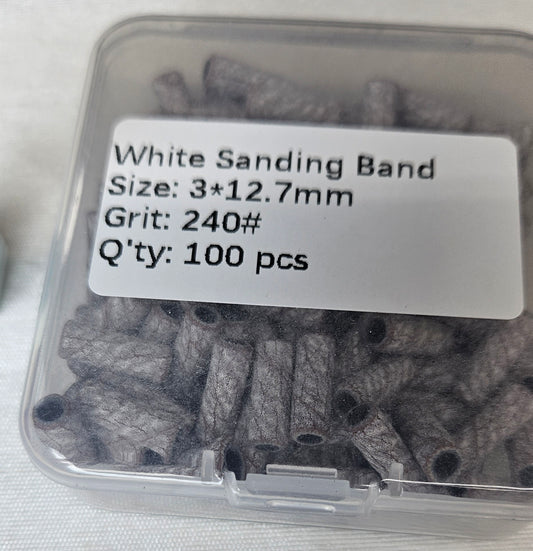 White Sanding Band
Size: 3*12.7mm
Grit: 240#
Q'ty: 100 pcs